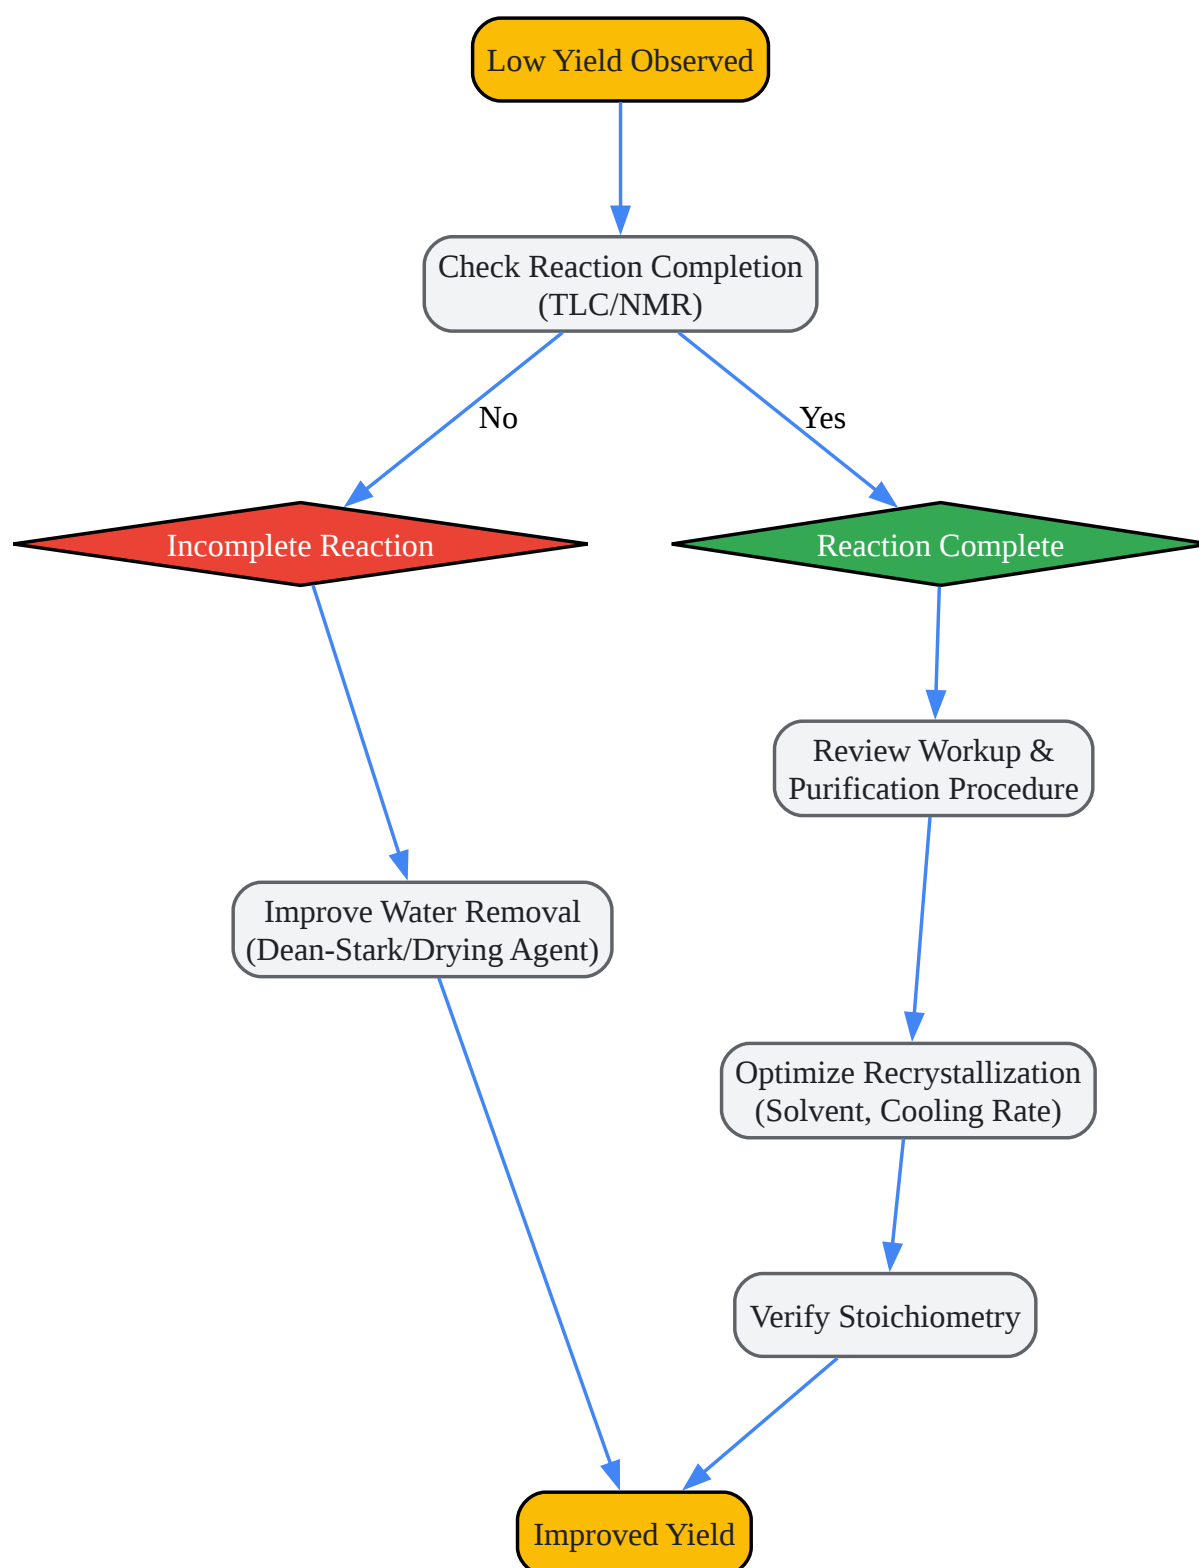 Low Yield Observed
Check Reaction Completion
(TLC/NMR)
No
Yes
Incomplete Reaction
Reaction Complete
Review Workup &
Purification Procedure
Improve Water Removal
(Dean-Stark/Drying Agent)
Optimize Recrystallization
(Solvent, Cooling Rate)
Verify Stoichiometry
Improved Yield